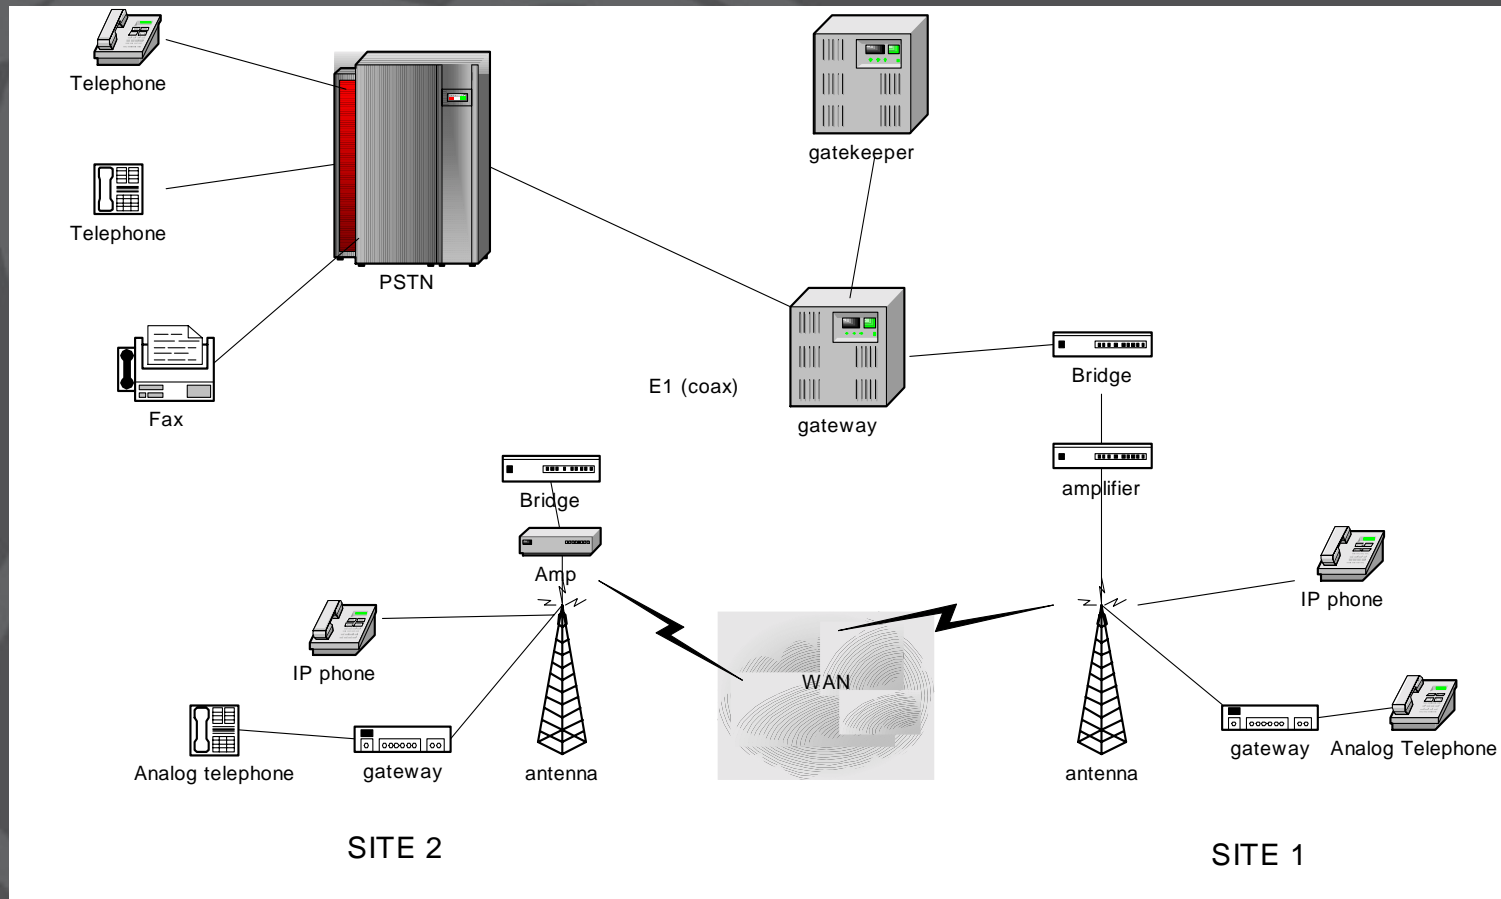 Telephone
gatekeeper
Telephone
PSTN
E1 (coax)
Bridge
Fax
gateway
Bridge
amplifier
Amp
IP phone
IP phone
WAN
Analog telephone
gateway
antenna
antenna
gateway
Analog Telephone
SITE 2
SITE 1